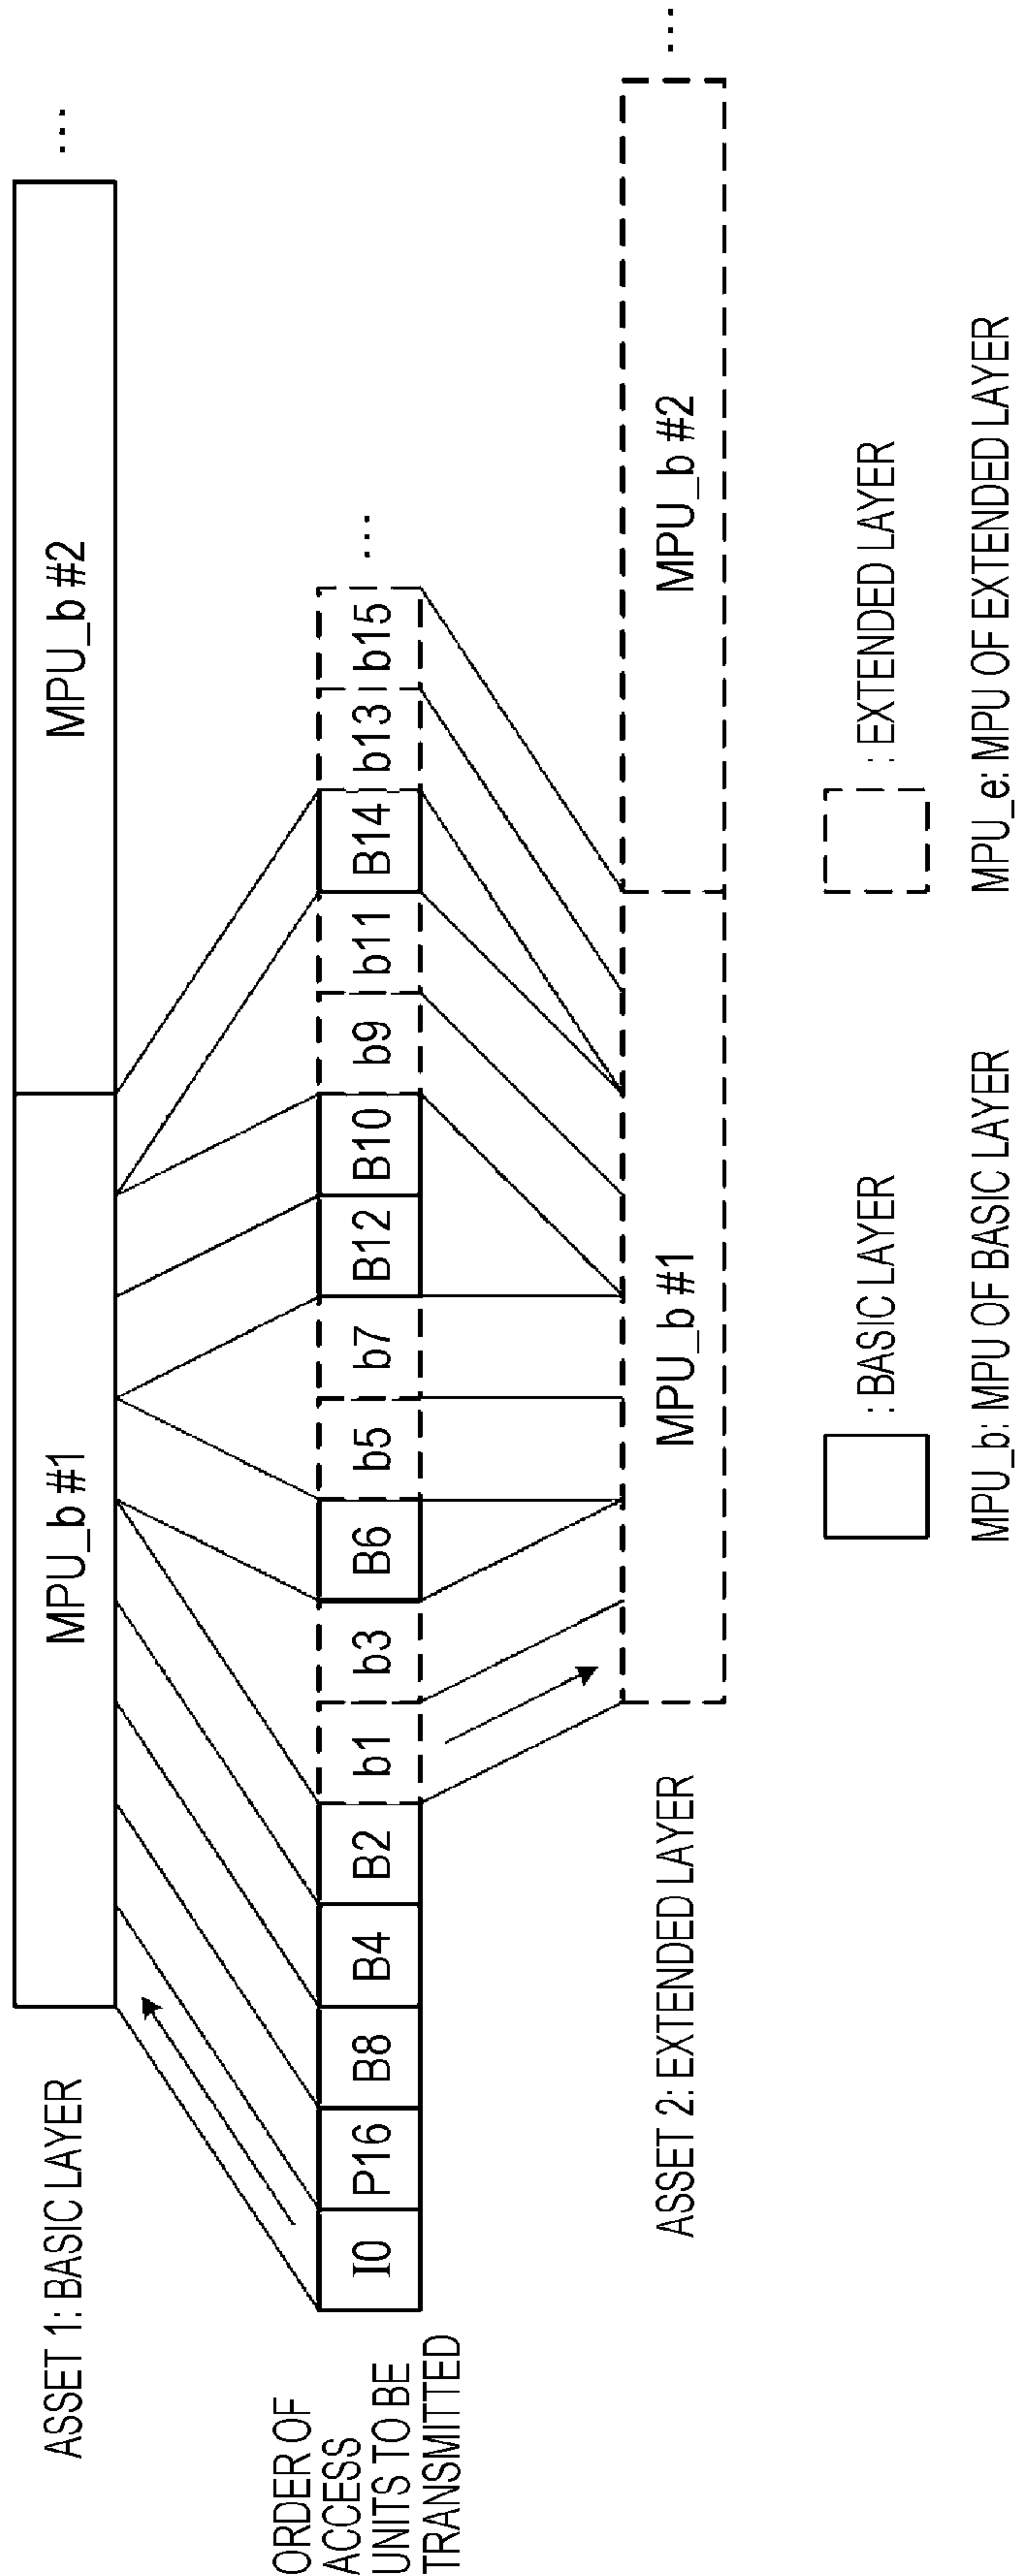 ASSET 1: BASIC LAYER
MPU_b #1
MPU_b #2
...
ORDER OF
ACCESS
UNITS TO BE
TRANSMITTED
I0
P16
B8
B4
B2
b1
b3
B6
b5
b7
B12
B10
b9
b11
B14
b13
b15
...
ASSET 2: EXTENDED LAYER
MPU_b #1
MPU_b #2
...
: BASIC LAYER
: EXTENDED LAYER
MPU_b: MPU OF BASIC LAYER
MPU_e: MPU OF EXTENDED LAYER